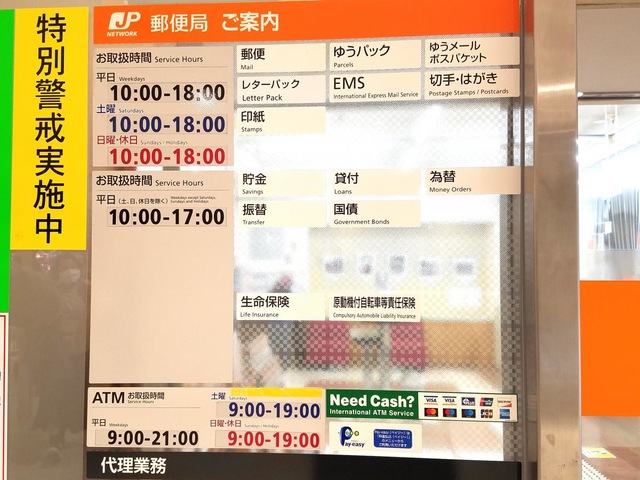 特別警戒実施中
JP
NETWORK
郵便局 ご案内
お取扱時間 Service Hours
平日 Weekdays
10:00-18:00
土曜 Saturdays
10:00-18:00
日曜・休日 Sundays / Holidays
10:00-18:00
郵便
Mail
ゆうパック
Parcels
ゆうメール
ポスパケット
レターパック
Letter Pack
EMS
International Express Mail Service
切手・はがき
Postage Stamps / Postcards
印紙
Stamps
お取扱時間 Service Hours
平日 (土、日、休日を除く) Weekdays except Saturdays, Sundays and Holidays
10:00-17:00
貯金
Savings
貸付
Loans
為替
Money Orders
振替
Transfer
国債
Government Bonds
生命保険
Life Insurance
原動機付自転車等責任保険
Compulsory Automobile Liability Insurance
ATM お取扱時間
Service Hours
平日
9:00-21:00
土曜 Saturdays
9:00-19:00
日曜・休日 Sundays / Holidays
9:00-19:00
Need Cash?
International ATM Service
VISA VISA
Pay-easy
代理業務